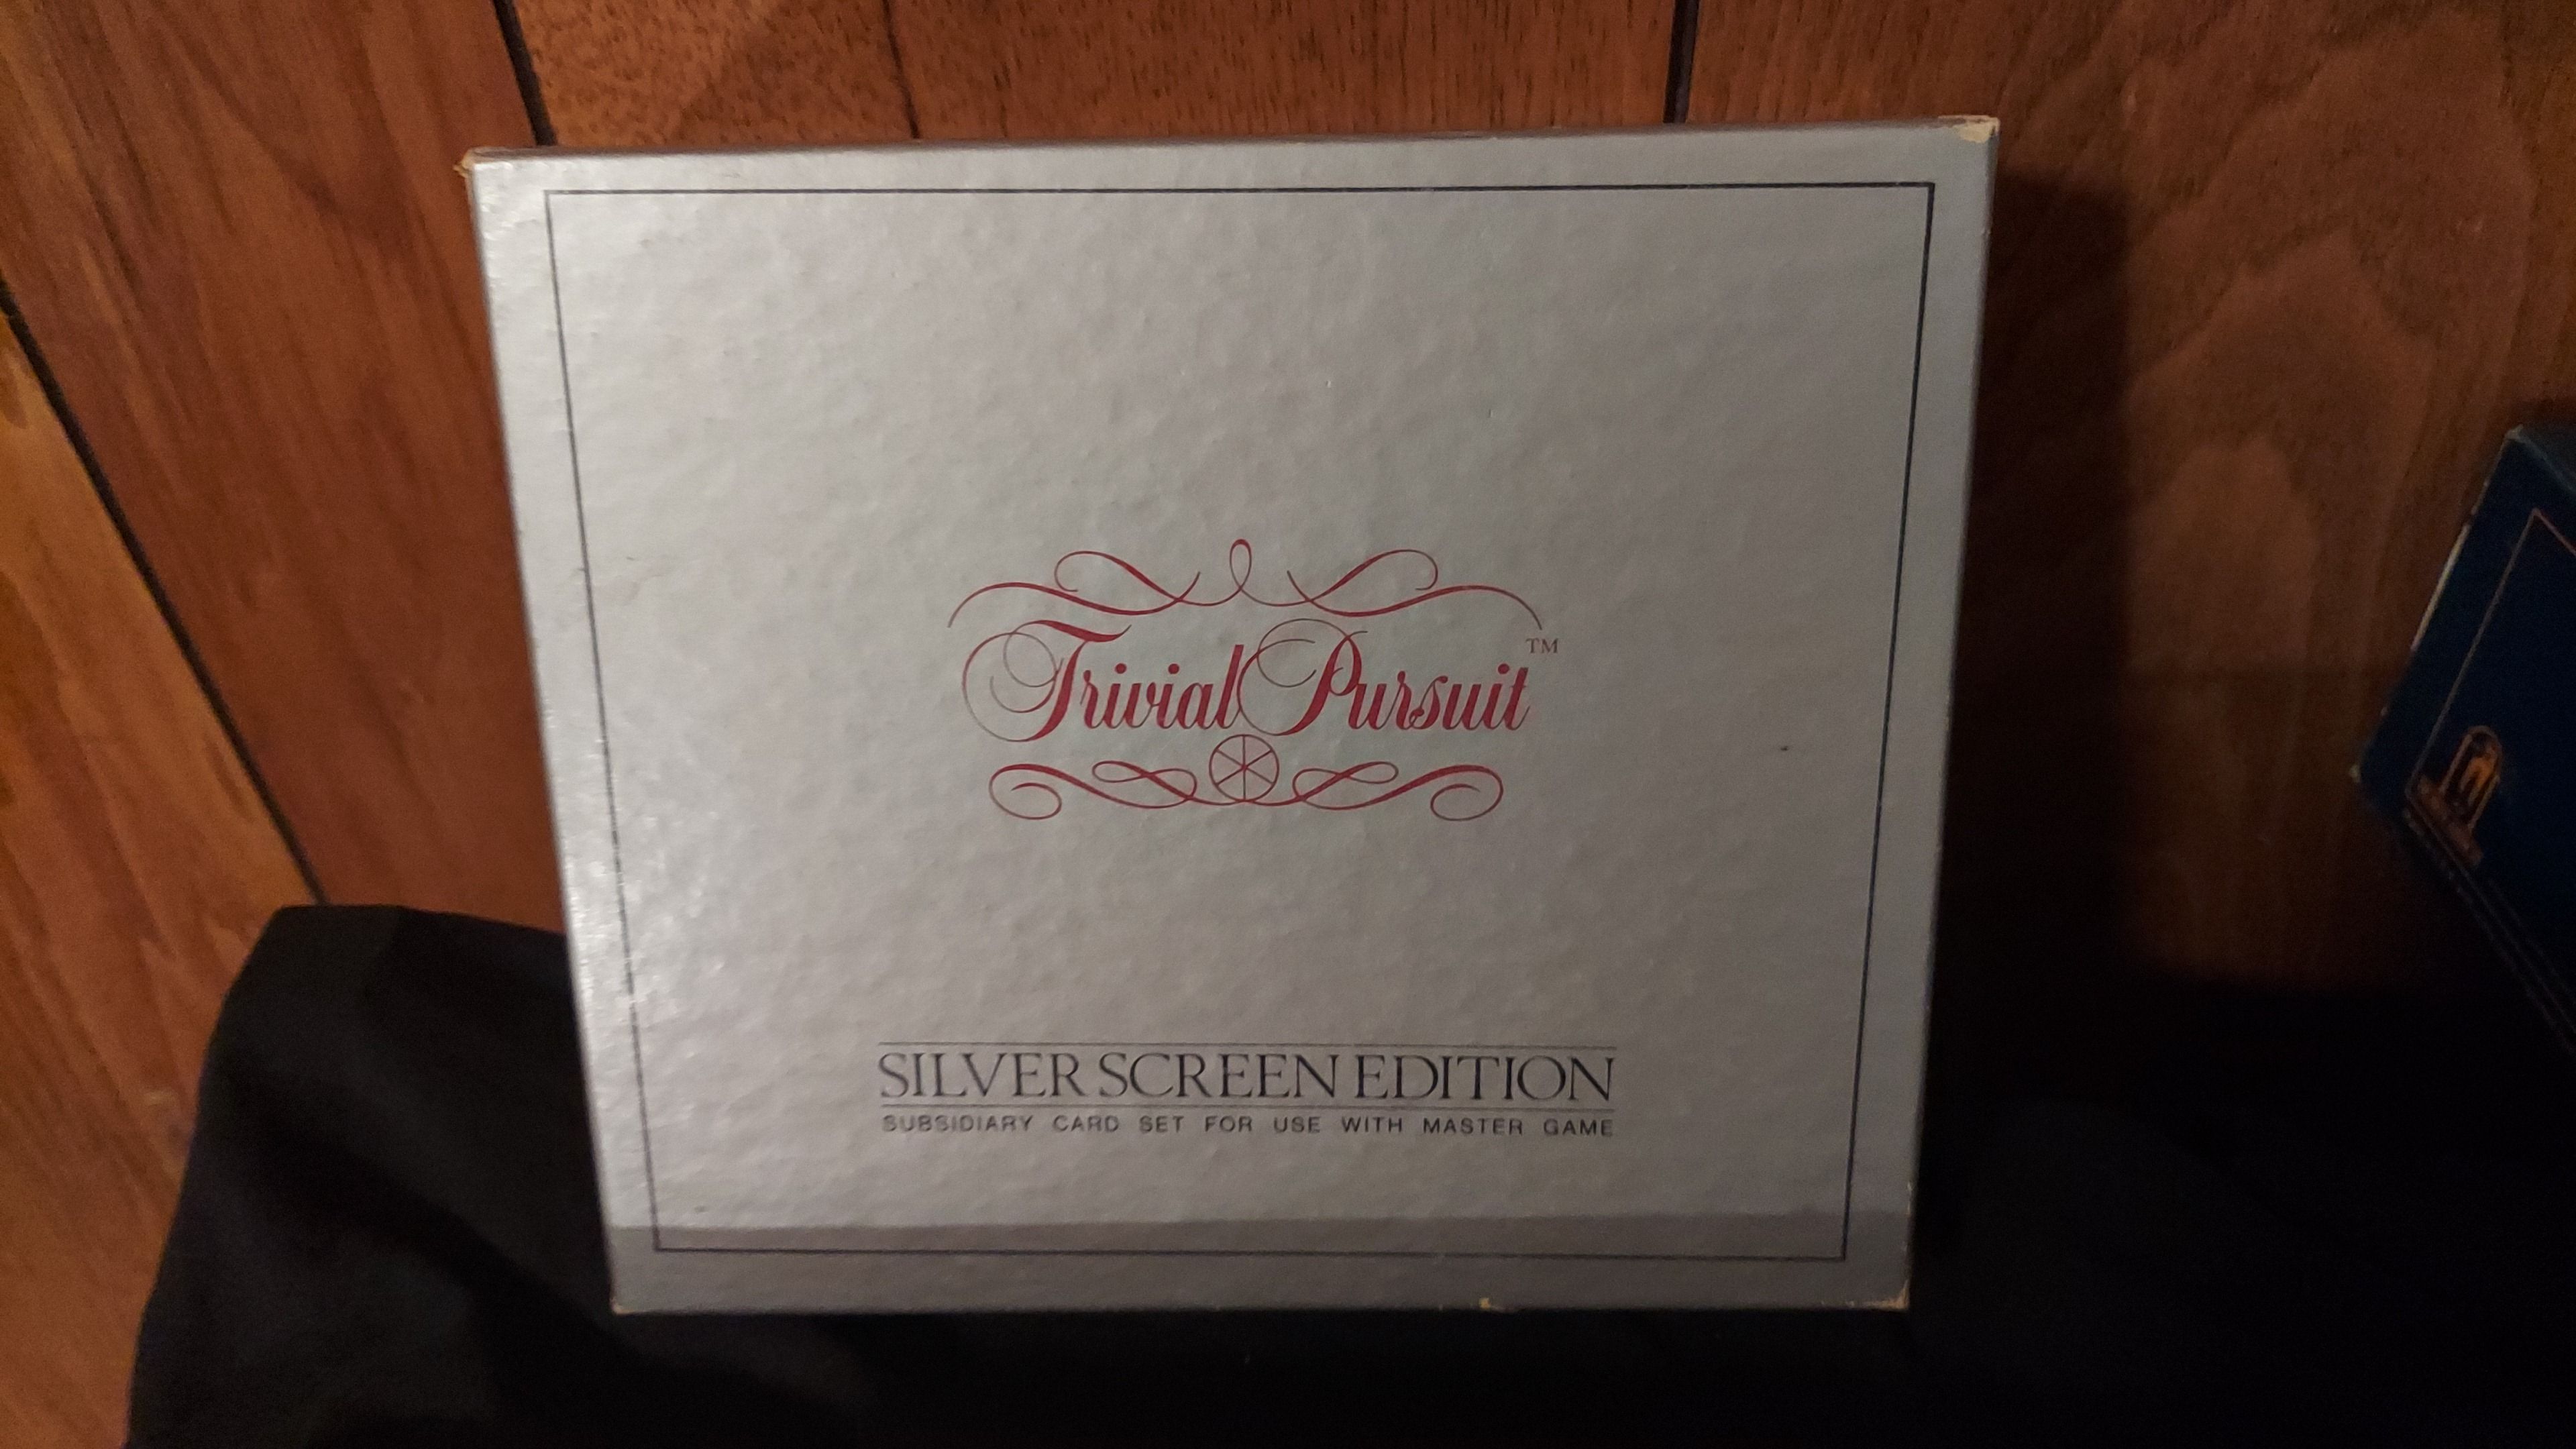 Trivial Pursuit™
SILVER SCREEN EDITION
SUBSIDIARY CARD SET FOR USE WITH MASTER GAME